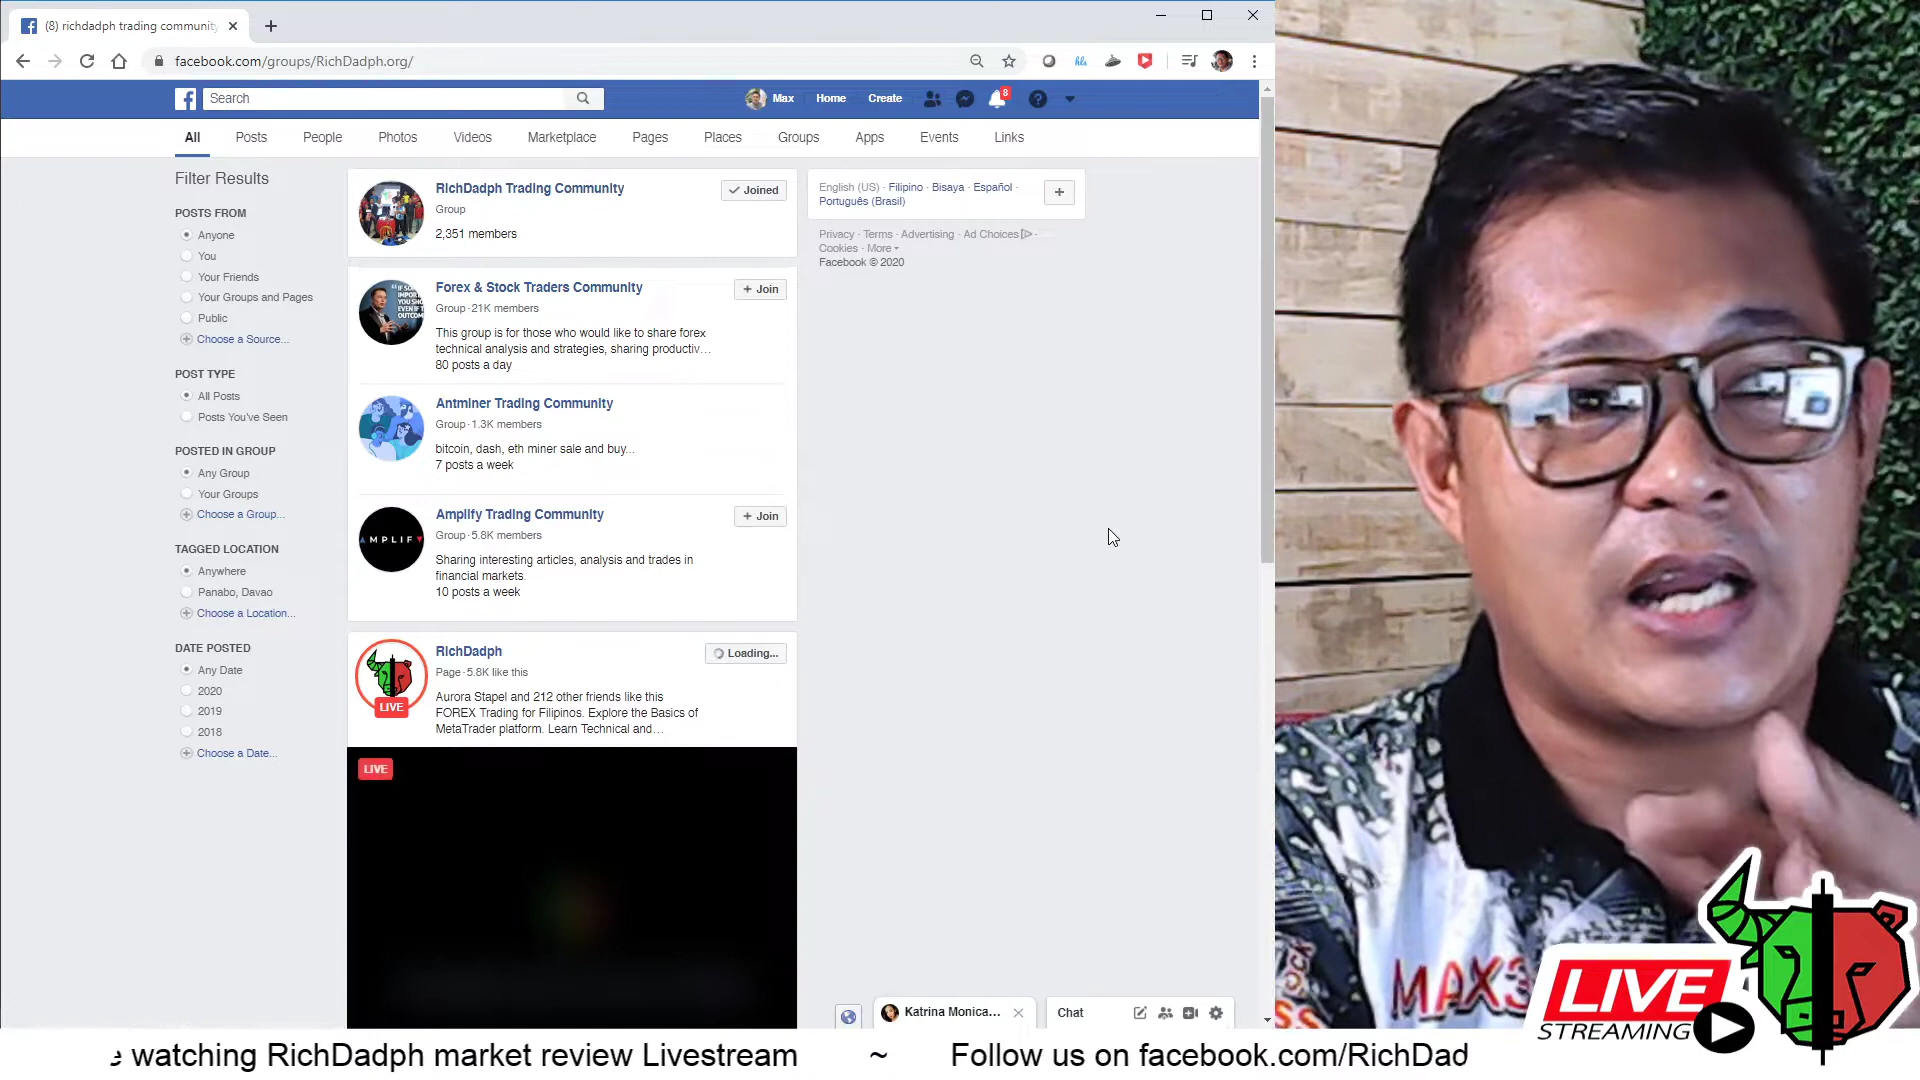 (8) richdadph trading community
facebook.com/groups/RichDadph.org/
Search
Max
Home
Create
8
All
Posts
People
Photos
Videos
Marketplace
Pages
Places
Groups
Apps
Events
Links
Filter Results
POSTS FROM
Anyone
You
Your Friends
Your Groups and Pages
Public
Choose a Source...
POST TYPE
All Posts
Posts You've Seen
POSTED IN GROUP
Any Group
Your Groups
Choose a Group...
TAGGED LOCATION
Anywhere
Panabo, Davao
Choose a Location...
DATE POSTED
Any Date
2020
2019
2018
Choose a Date...
RichDadph Trading Community
Joined
Group
2,351 members
Forex & Stock Traders Community
+ Join
Group · 21K members
This group is for those who would like to share forex
technical analysis and strategies, sharing productiv...
80 posts a day
Antminer Trading Community
Group · 1.3K members
bitcoin, dash, eth miner sale and buy...
7 posts a week
AMPLIFY
Amplify Trading Community
+ Join
Group · 5.8K members
Sharing interesting articles, analysis and trades in
financial markets.
10 posts a week
LIVE
RichDadph
Loading...
Page · 5.8K like this
Aurora Stapel and 212 other friends like this
FOREX Trading for Filipinos. Explore the Basics of
MetaTrader platform. Learn Technical and...
LIVE
English (US) · Filipino · Bisaya · Español ·
Português (Brasil)
Privacy · Terms · Advertising · Ad Choices ·
Cookies · More
Facebook © 2020
Katrina Monica...
Chat
MAX3
LIVE
STREAMING
watching RichDadph market review Livestream ~ Follow us on facebook.com/RichDad